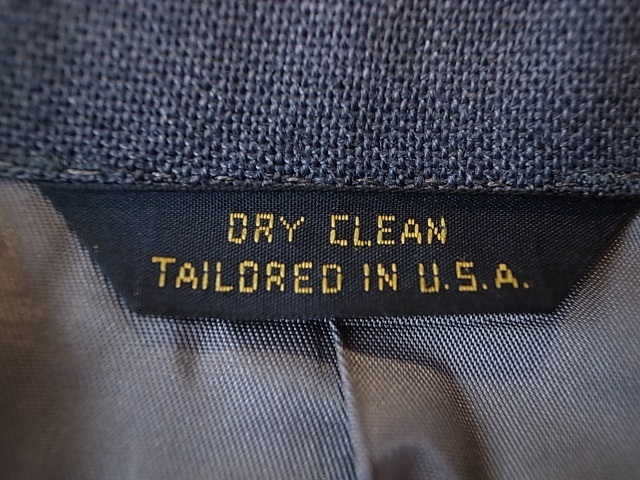 DRY CLEAN
TAILORED IN U.S.A.